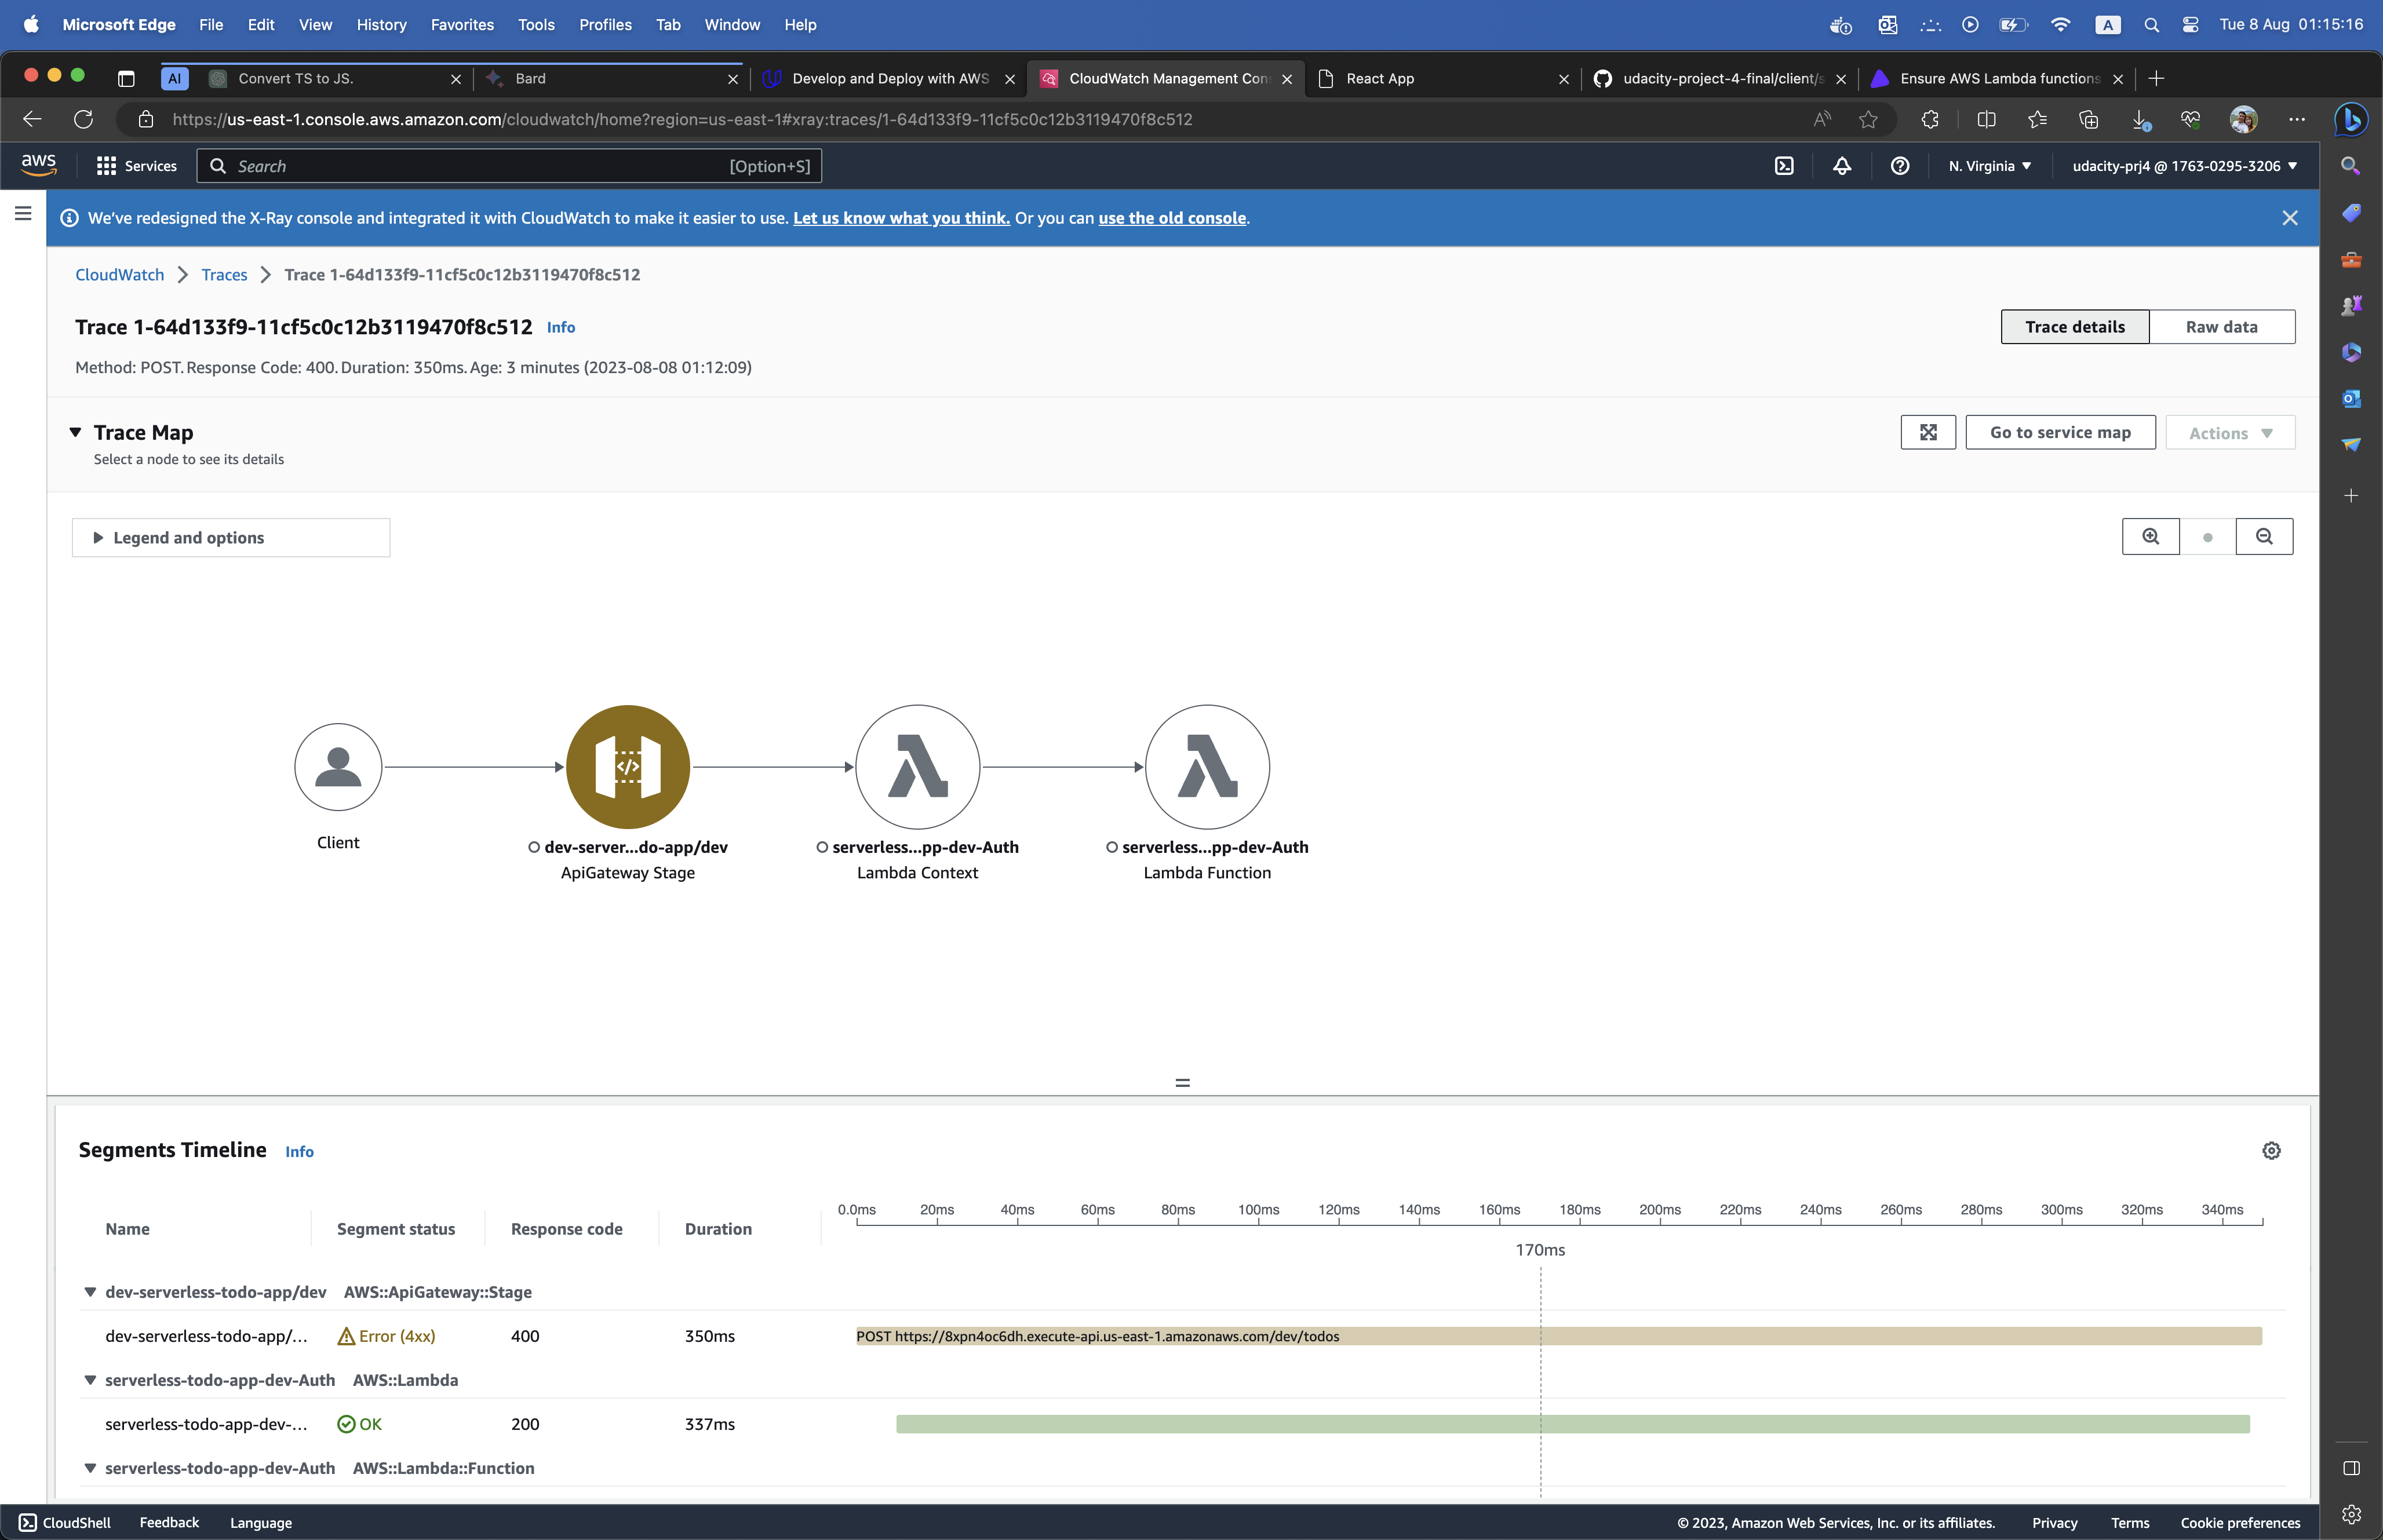 Microsoft Edge File Edit View History Favorites Tools Profiles Tab Window Help A Tue 8 Aug 01:15:16
AI Convert TS to JS. Bard Develop and Deploy with AWS CloudWatch Management Con React App udacity-project-4-final/client/s Ensure AWS Lambda functions
https://us-east-1.console.aws.amazon.com/cloudwatch/home?region=us-east-1#xray:traces/1-64d133f9-11cf5c0c12b3119470f8c512
aws Services Search [Option+S] N. Virginia udacity-prj4 @ 1763-0295-3206
We've redesigned the X-Ray console and integrated it with CloudWatch to make it easier to use. Let us know what you think. Or you can use the old console.
CloudWatch Traces Trace 1-64d133f9-11cf5c0c12b3119470f8c512
Trace 1-64d133f9-11cf5c0c12b3119470f8c512 Info Trace details Raw data
Method: POST. Response Code: 400. Duration: 350ms. Age: 3 minutes (2023-08-08 01:12:09)
Trace Map Go to service map Actions
Select a node to see its details
Legend and options
Client
dev-server...do-app/dev serverless...pp-dev-Auth serverless...pp-dev-Auth
ApiGateway Stage Lambda Context Lambda Function
Segments Timeline Info
0.0ms 20ms 40ms 60ms 80ms 100ms 120ms 140ms 160ms 180ms 200ms 220ms 240ms 260ms 280ms 300ms 320ms 340ms
Name Segment status Response code Duration
170ms
dev-serverless-todo-app/dev AWS::ApiGateway::Stage
dev-serverless-todo-app/... Error (4xx) 400 350ms POST https://8xpn4oc6dh.execute-api.us-east-1.amazonaws.com/dev/todos
serverless-todo-app-dev-Auth AWS::Lambda
serverless-todo-app-dev-... OK 200 337ms
serverless-todo-app-dev-Auth AWS::Lambda::Function
CloudShell Feedback Language © 2023, Amazon Web Services, Inc. or its affiliates. Privacy Terms Cookie preferences